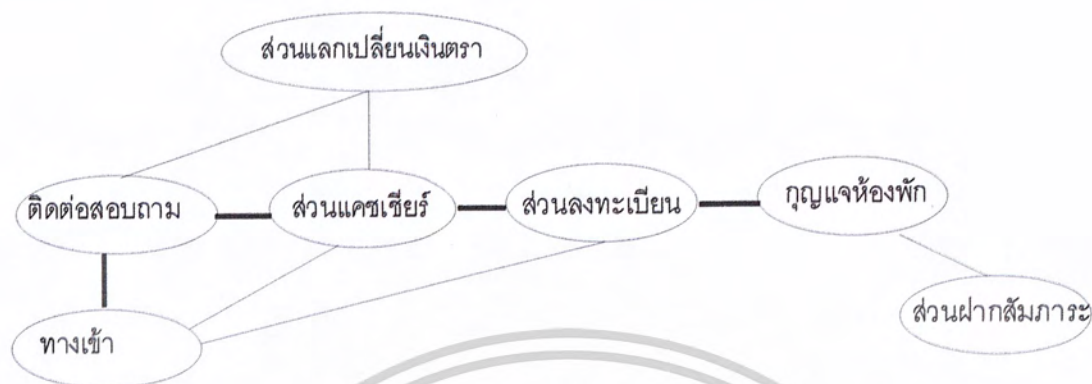 ส่วนแลกเปลี่ยนเงินตรา
ติดต่อสอบถาม
ส่วนแคชเชียร์
ส่วนลงทะเบียน
กุญแจห้องพัก
ทางเข้า
ส่วนฝากสัมภาระ